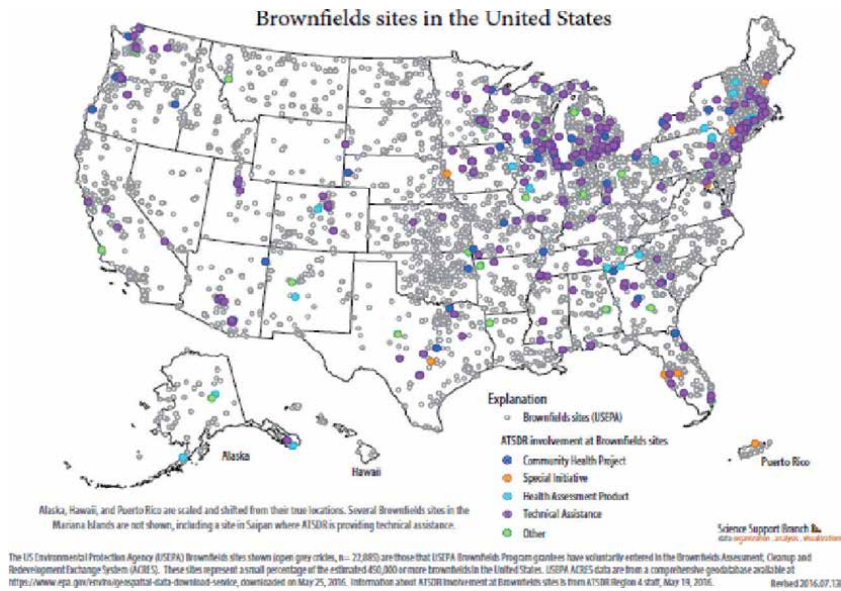 Brownfields sites in the United States
Explanation
Brownfields sites (USEPA)
ATSDR involvement at Brownfields sites
Community Health Project
Special Initiative
Health Assessment Product
Technical Assistance
Other
Alaska
Hawaii
Puerto Rico
Alaska, Hawaii, and Puerto Rico are scaled and shifted from their true locations. Several Brownfields sites in the
Mariana Islands are not shown, including a site in Saipan where ATSDR is providing technical assistance.
Science Support Branch
data organization . analysis . visualization
The US Environmental Protection Agency (USEPA) Brownfields sites shown (open grey circles, n= 22,885) are those that USEPA Brownfields Program grantees have voluntarily entered in the Brownfields Assessment, Cleanup and
Redevelopment Exchange System (ACRES). These sites represent a small percentage of the estimated 450,000 or more brownfields in the United States. USEPA ACRES data are from a comprehensive geodatabase available at
https://www.epa.gov/enviro/geospatial-data-download-service, downloaded on May 25, 2016. Information about ATSDR Involvement at Brownfields sites is from ATSDR Region 4 staff, May 19, 2016.
Revised 2016.07.13